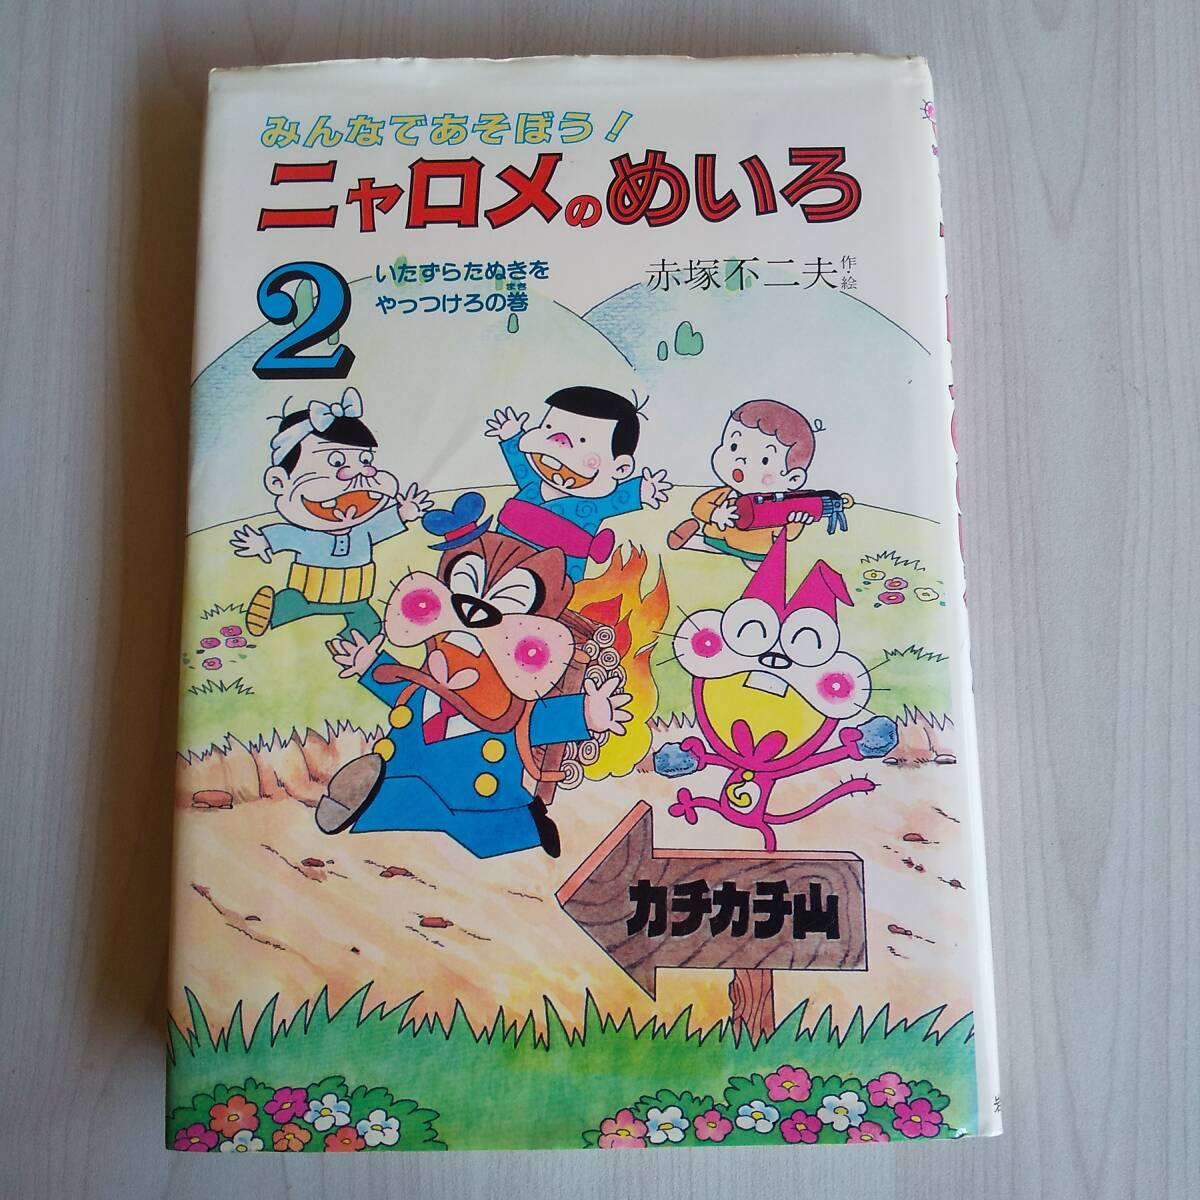 みんなであそぼう!
ニャロメのめいろ
2
いたずらたぬきを
やっつけろの巻
まき
赤塚不二夫 作・絵
カチカチ山